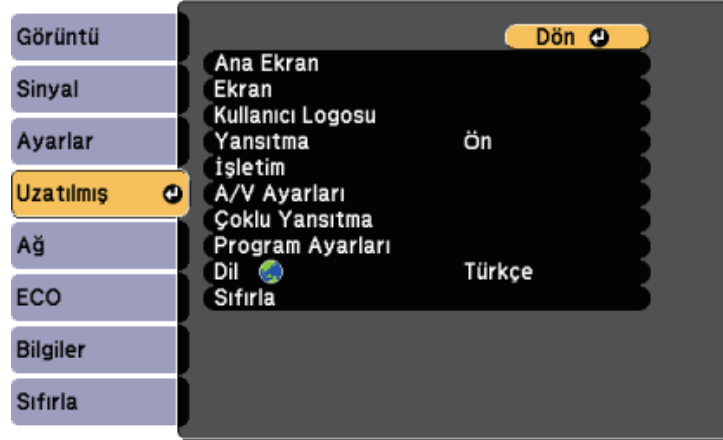 Görüntü
Sinyal
Ayarlar
Uzatılmış
Ağ
ECO
Bilgiler
Sıfırla
Dön
Ana Ekran
Ekran
Kullanıcı Logosu
Yansıtma Ön
İşletim
A/V Ayarları
Çoklu Yansıtma
Program Ayarları
Dil Türkçe
Sıfırla